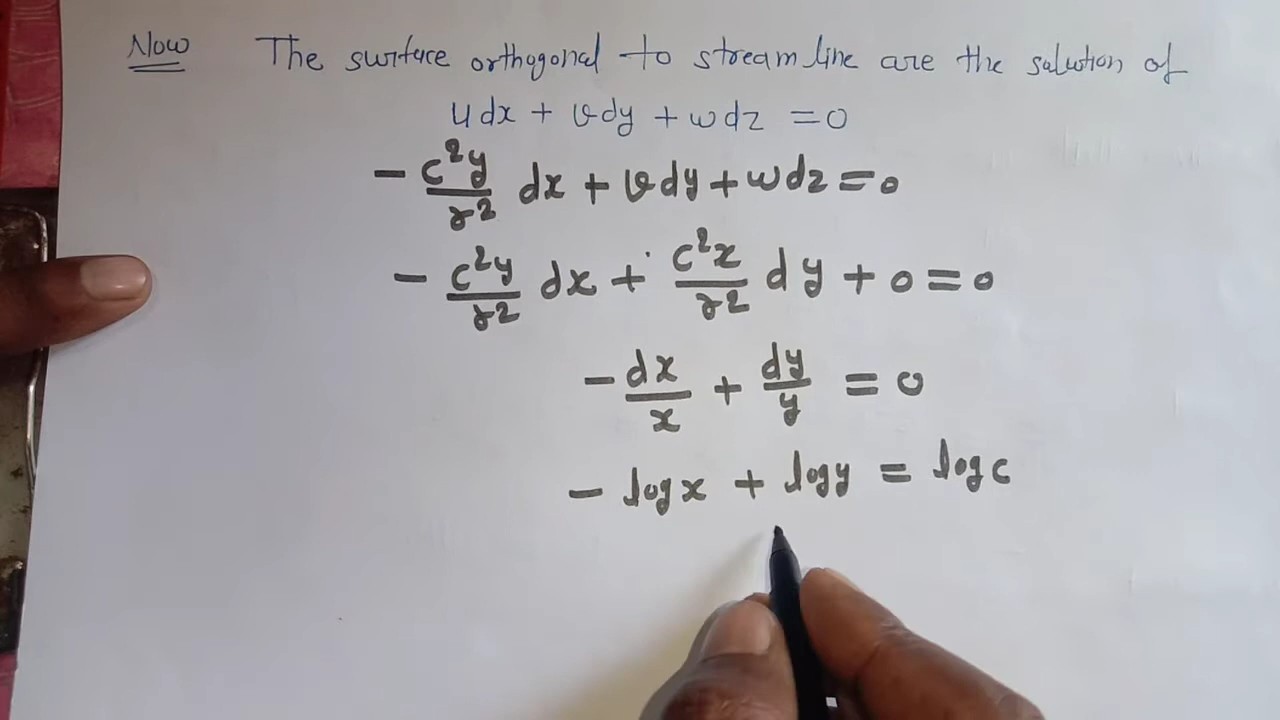 Now The surface orthogonal to stream line are the solution of
udx + vdy + wdz = 0
- c²y/r² dx + vdy + wdz = 0
- c²y/r² dx + c²x/r² dy + 0 = 0
- dx/x + dy/y = 0
- log x + log y = log c